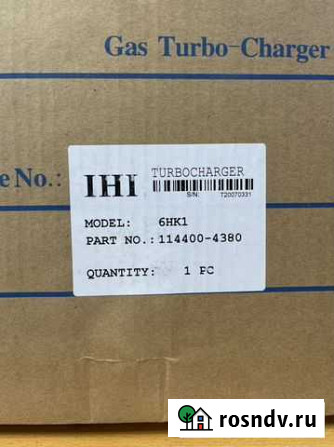 Gas Turbo-Charger
e No.:
IHI
TURBOCHARGER
S/N: T20070331
MODEL: 6HK1
PART NO.: 114400-4380
QUANTITY: 1 PC
rosndv.ru